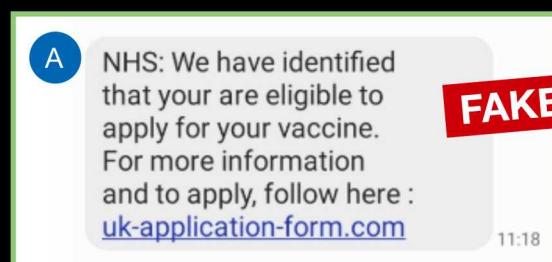 A
NHS: We have identified
that your are eligible to
apply for your vaccine.
For more information
and to apply, follow here :
uk-application-form.com
11:18
FAKE